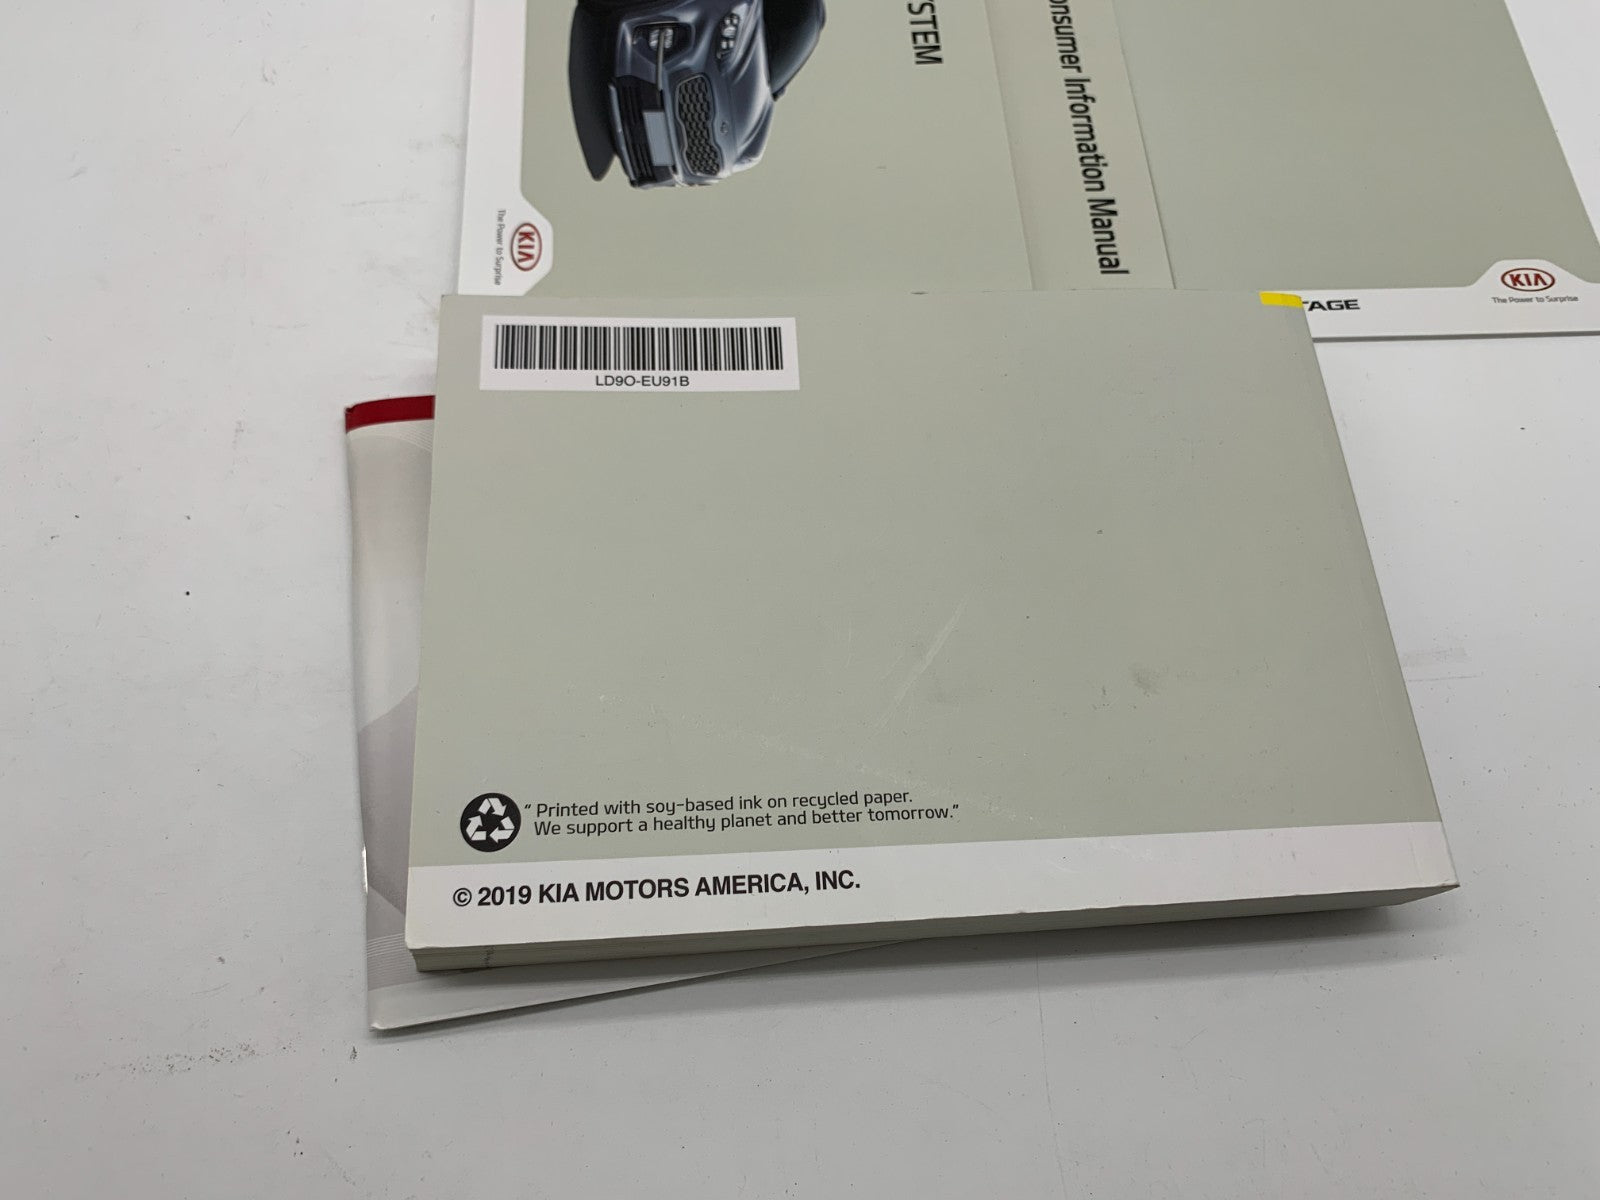 STEM
onsumer Information Manual
KIA
The Power to Surprise
KIA
The Power to Surprise
TAGE
LD9O-EU91B
" Printed with soy-based ink on recycled paper.
We support a healthy planet and better tomorrow."
© 2019 KIA MOTORS AMERICA, INC.